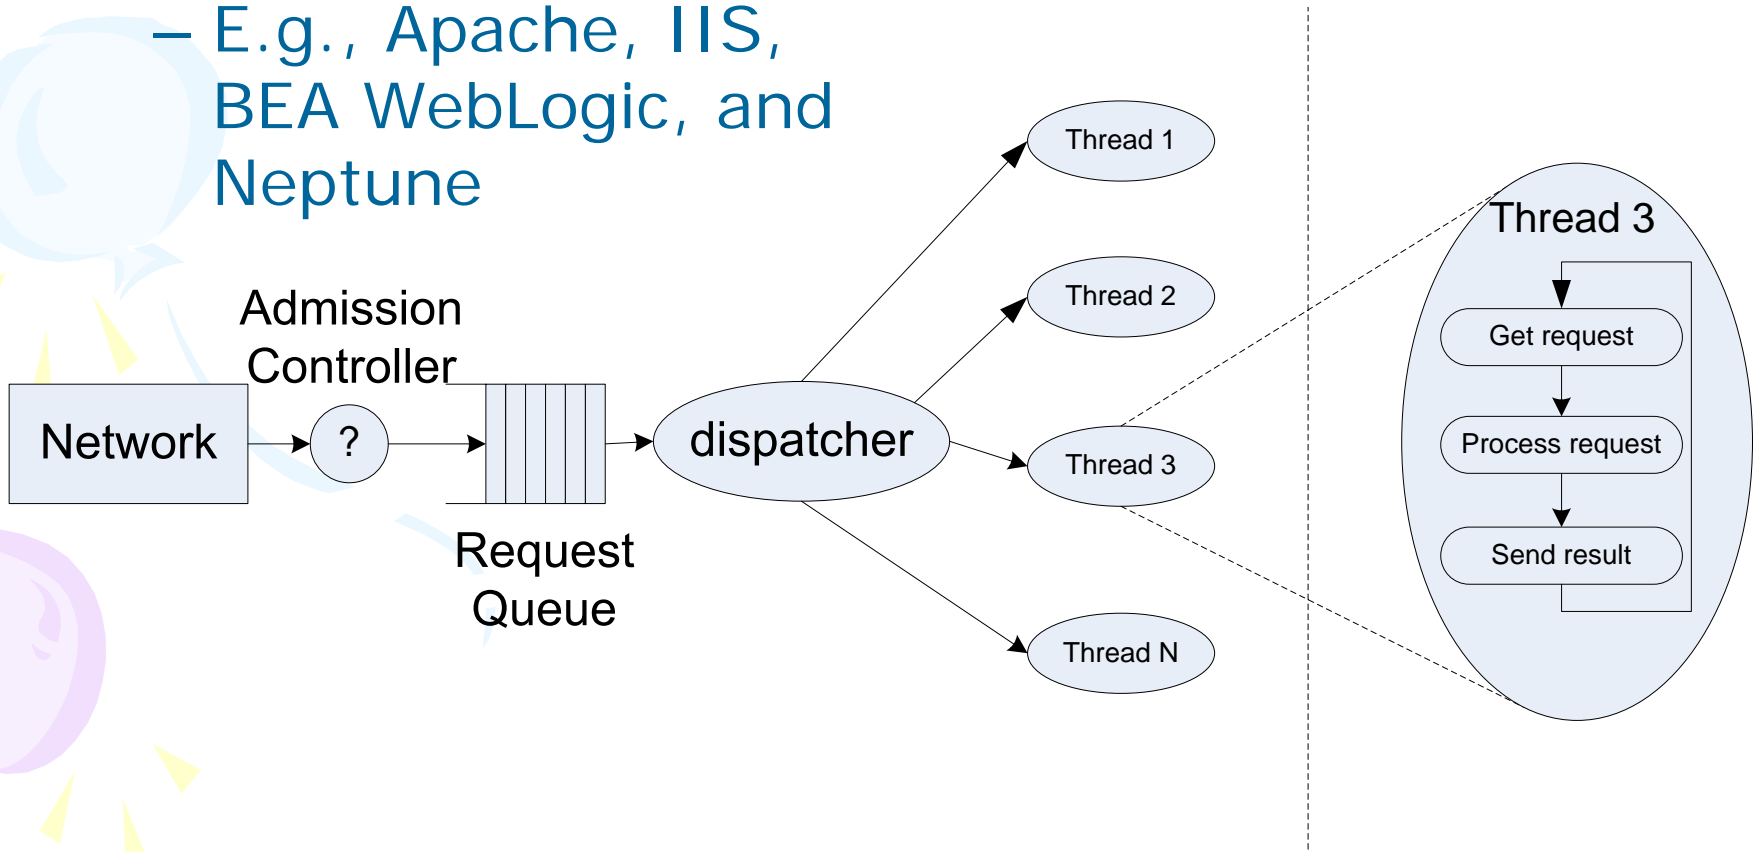 – E.g., Apache, IIS,
BEA WebLogic, and
Neptune
Admission
Controller
Network
?
Request
Queue
dispatcher
Thread 1
Thread 2
Thread 3
Thread N
Thread 3
Get request
Process request
Send result